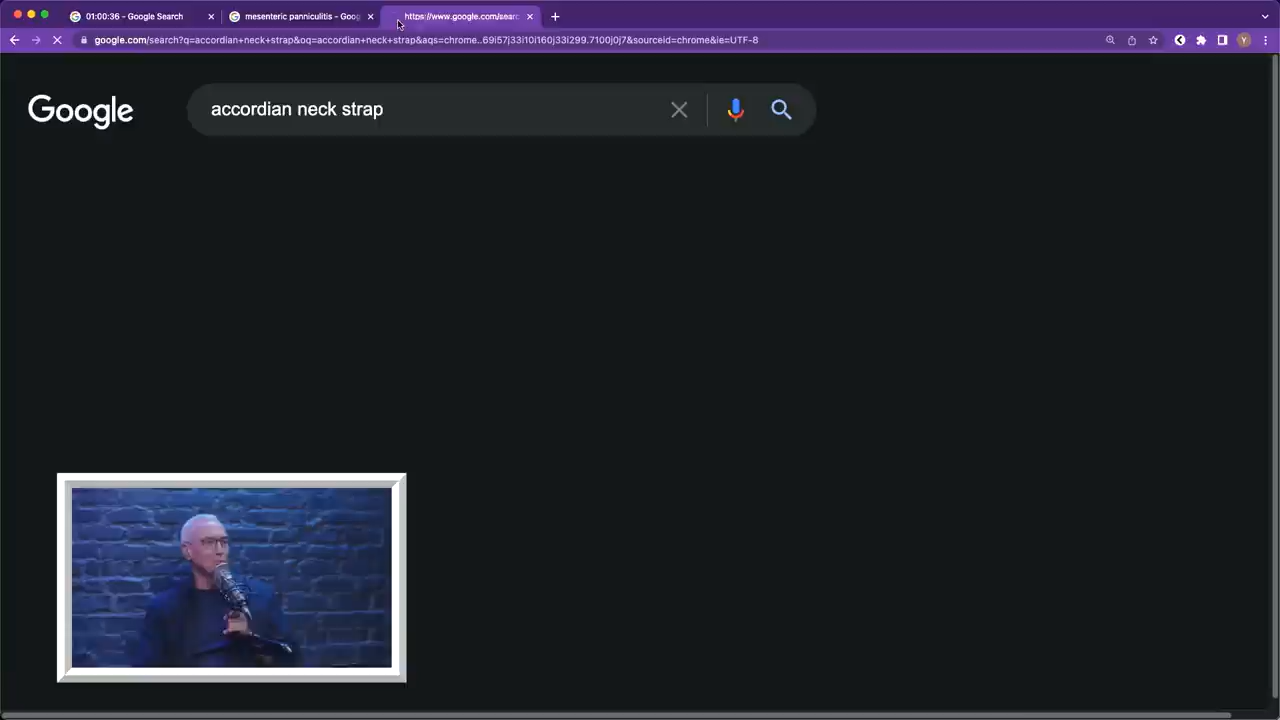 01:00:36 - Google Search
mesenteric panniculitis - Goo
https://www.google.com/searc
google.com/search?q=accordian+neck+strap&oq=accordian+neck+strap&aqs=chrome..69i57j33i10i160j33i299.7100j0j7&sourceid=chrome&ie=UTF-8
Y
Google
accordian neck strap